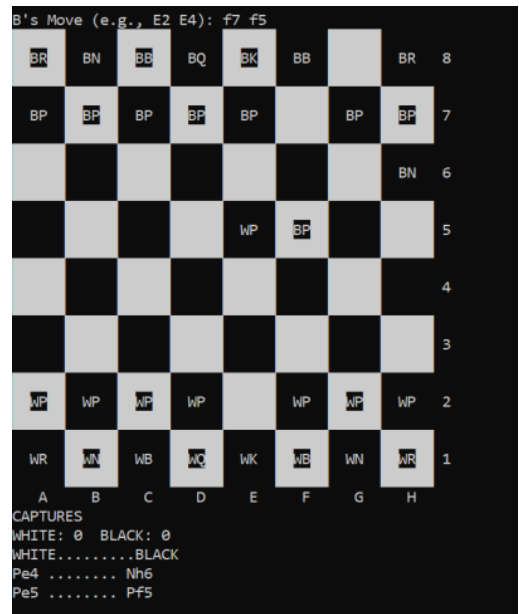 B's Move (e.g., E2 E4): f7 f5
BR BN BB BQ BK BB BR 8
BP BP BP BP BP BP BP 7
BN 6
WP BP 5
4
3
WP WP WP WP WP WP WP 2
WR WN WB WQ WK WB WN WR 1
A B C D E F G H
CAPTURES
WHITE: 0 BLACK: 0
WHITE.........BLACK
Pe4 ........ Nh6
Pe5 ........ Pf5